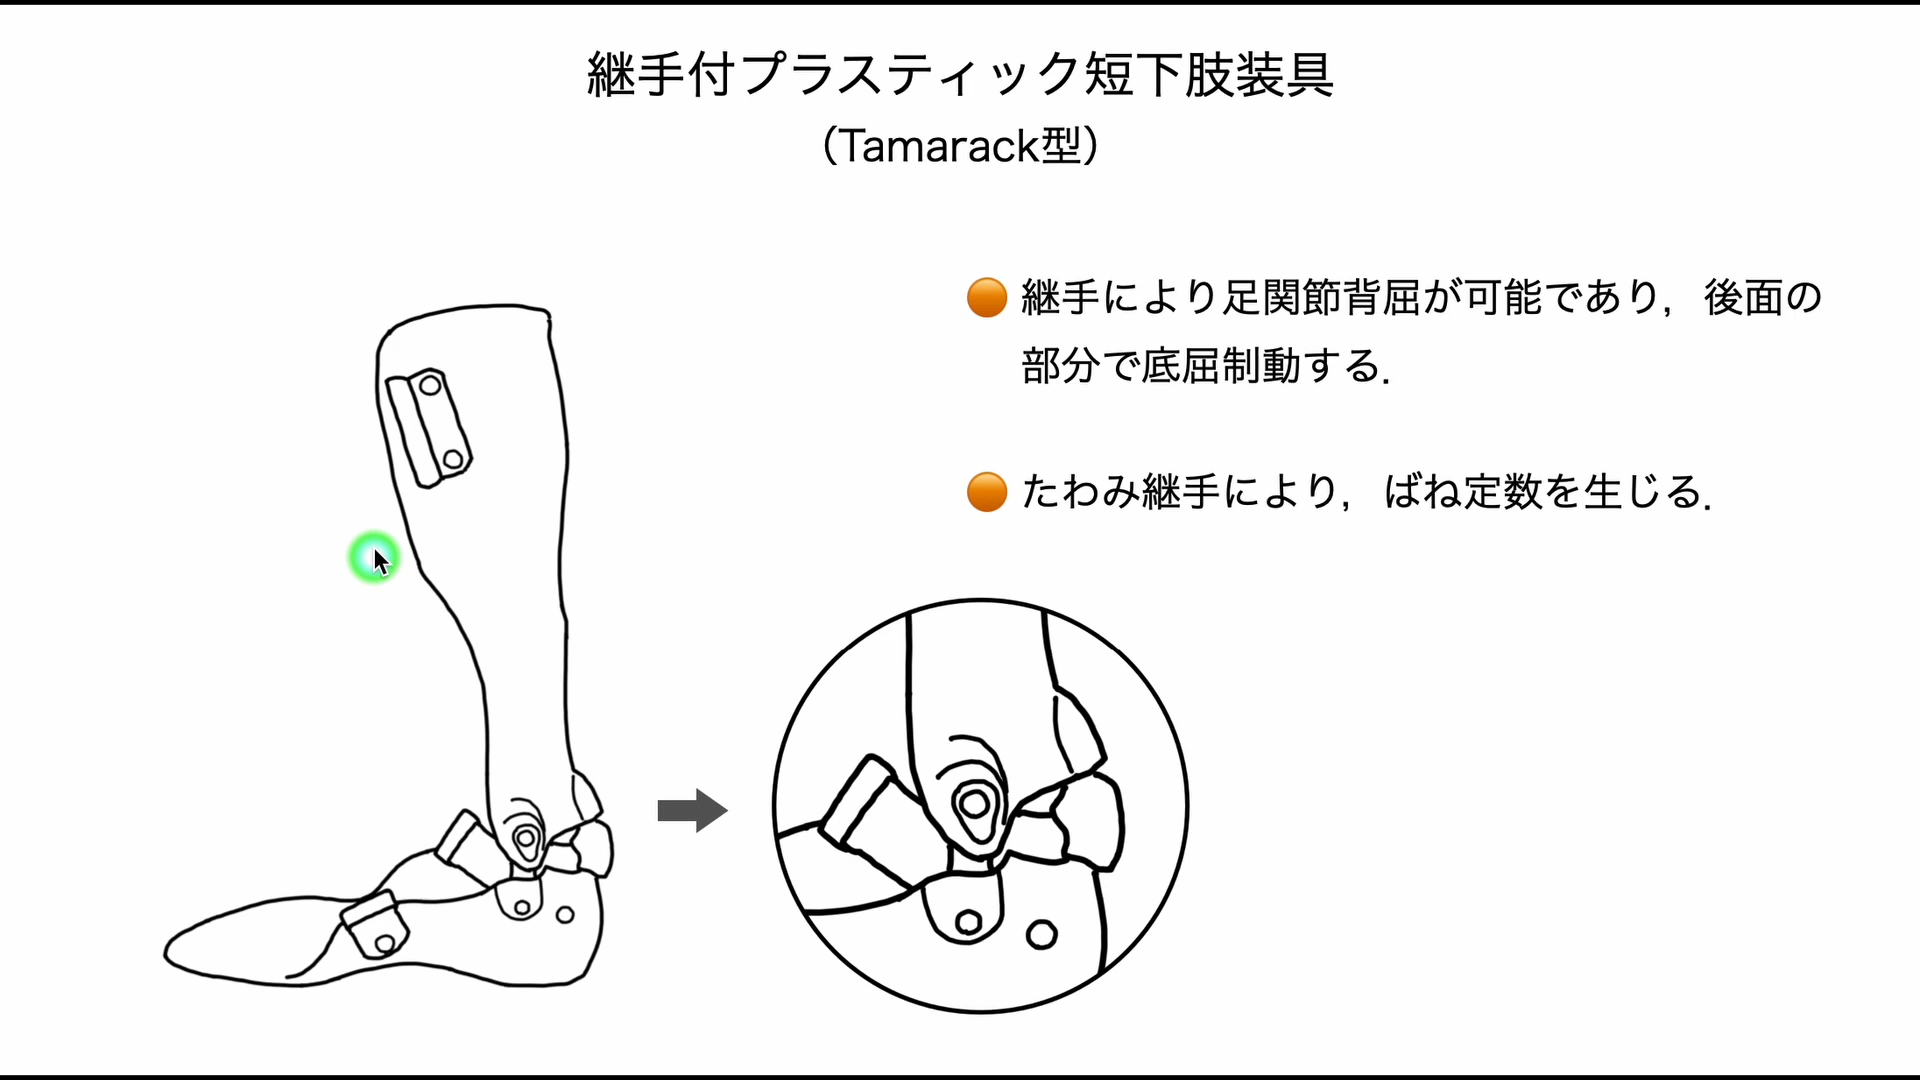 継手付プラスティック短下肢装具
（Tamarack型）
継手により足関節背屈が可能であり，後面の
部分で底屈制動する．
たわみ継手により，ばね定数を生じる．